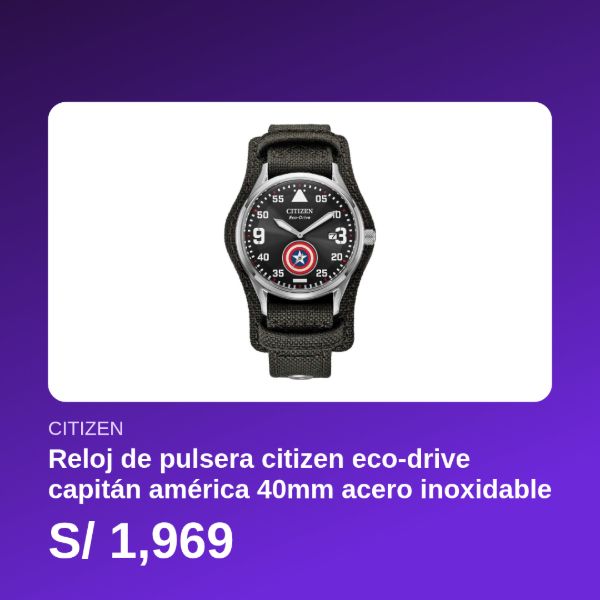 55 05
CITIZEN
Eco-Drive
50 10
9 3
45
40 20
35 25
CITIZEN
Reloj de pulsera citizen eco-drive
capitán américa 40mm acero inoxidable
S/ 1,969